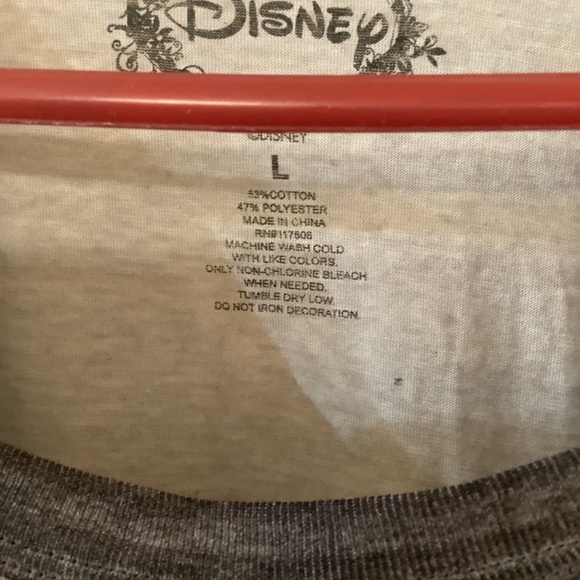 Disney
©DISNEY
L
53%COTTON
47% POLYESTER
MADE IN CHINA
RN#117606
MACHINE WASH COLD
WITH LIKE COLORS.
ONLY NON-CHLORINE BLEACH
WHEN NEEDED.
TUMBLE DRY LOW.
DO NOT IRON DECORATION.